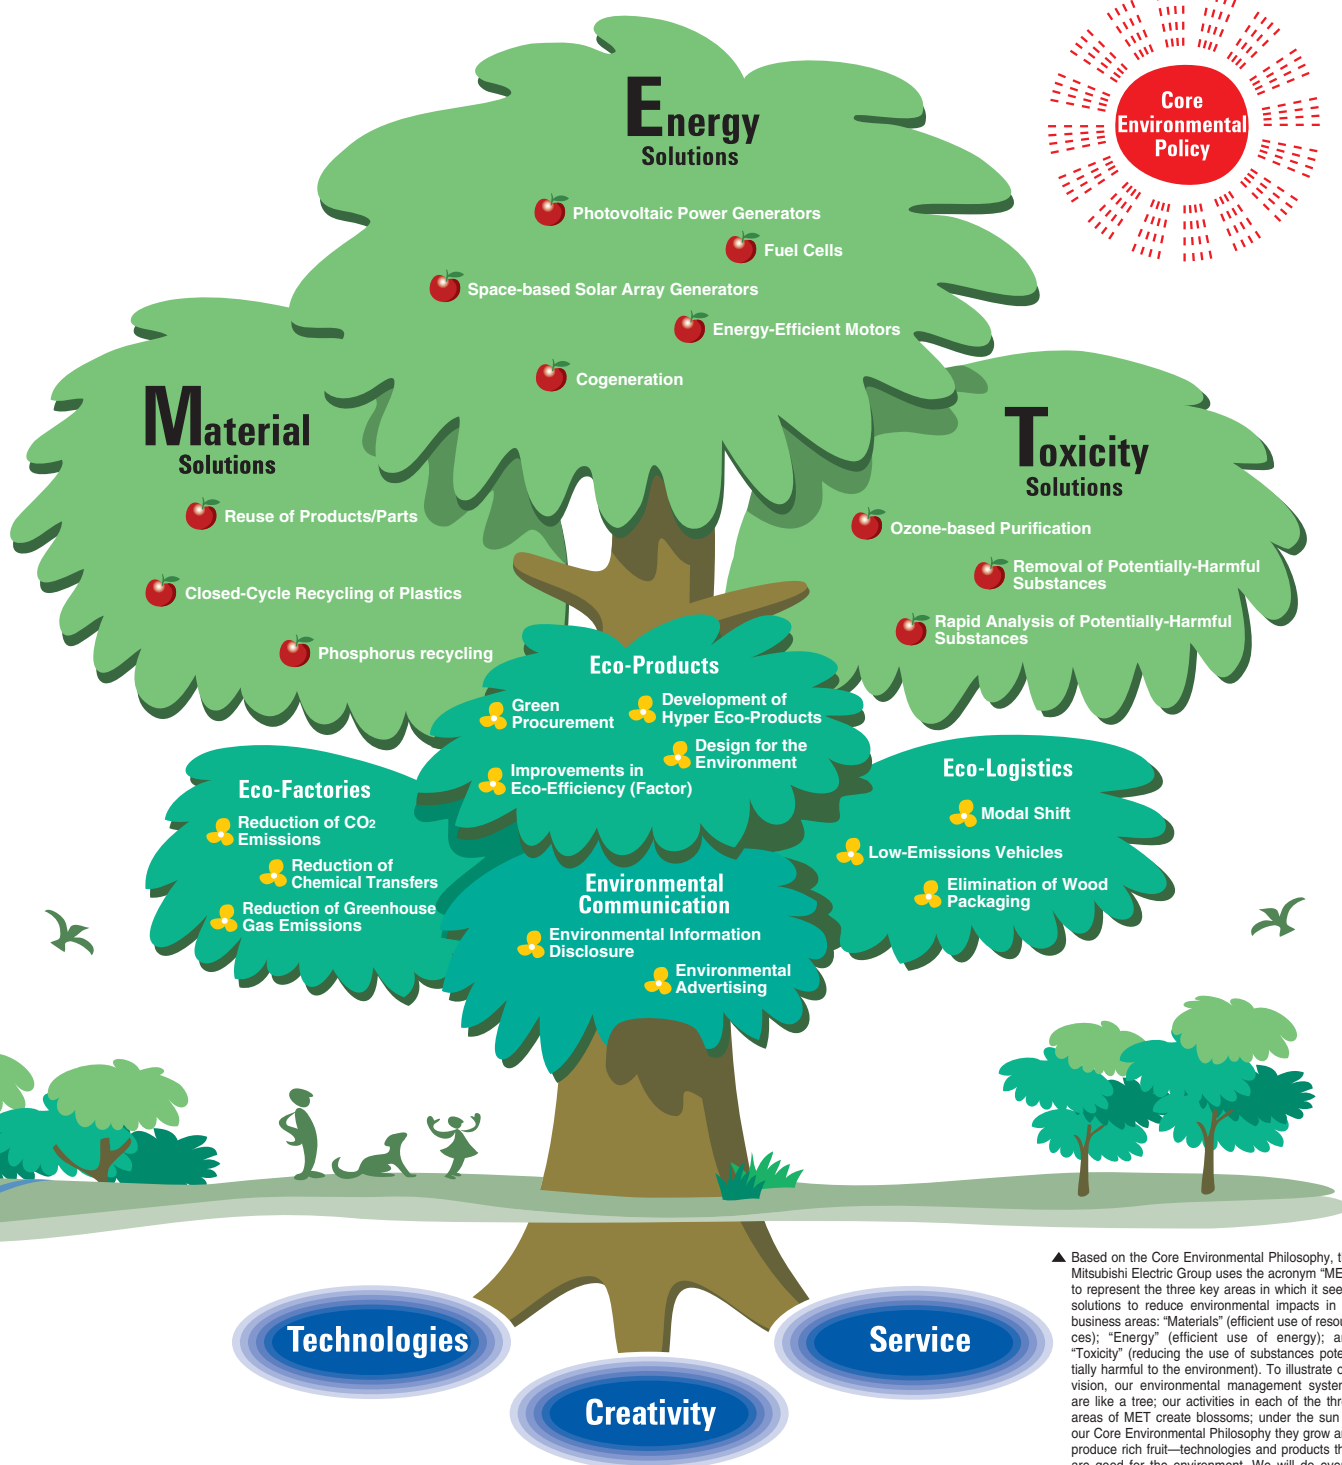 Core
Environmental
Policy
Energy
Solutions
Photovoltaic Power Generators
Fuel Cells
Space-based Solar Array Generators
Energy-Efficient Motors
Cogeneration
Material
Solutions
Reuse of Products/Parts
Closed-Cycle Recycling of Plastics
Phosphorus recycling
Toxicity
Solutions
Ozone-based Purification
Removal of Potentially-Harmful
Substances
Rapid Analysis of Potentially-Harmful
Substances
Eco-Products
Green
Procurement
Development of
Hyper Eco-Products
Design for the
Environment
Improvements in
Eco-Efficiency (Factor)
Eco-Factories
Reduction of CO2
Emissions
Reduction of
Chemical Transfers
Reduction of Greenhouse
Gas Emissions
Eco-Logistics
Modal Shift
Low-Emissions Vehicles
Elimination of Wood
Packaging
Environmental
Communication
Environmental Information
Disclosure
Environmental
Advertising
Technologies
Creativity
Service
▲ Based on the Core Environmental Philosophy,
Mitsubishi Electric Group uses the acronym
to represent the three key areas in which it
solutions to reduce environmental impacts in
business areas: “Materials” (efficient use of
ces); “Energy” (efficient use of energy);
“Toxicity” (reducing the use of substances
tially harmful to the environment). To illustrate
vision, our environmental management
are like a tree; our activities in each of the
areas of MET create blossoms; under the sun
our Core Environmental Philosophy they grow
produce rich fruit—technologies and products
are good for the environment. We will do